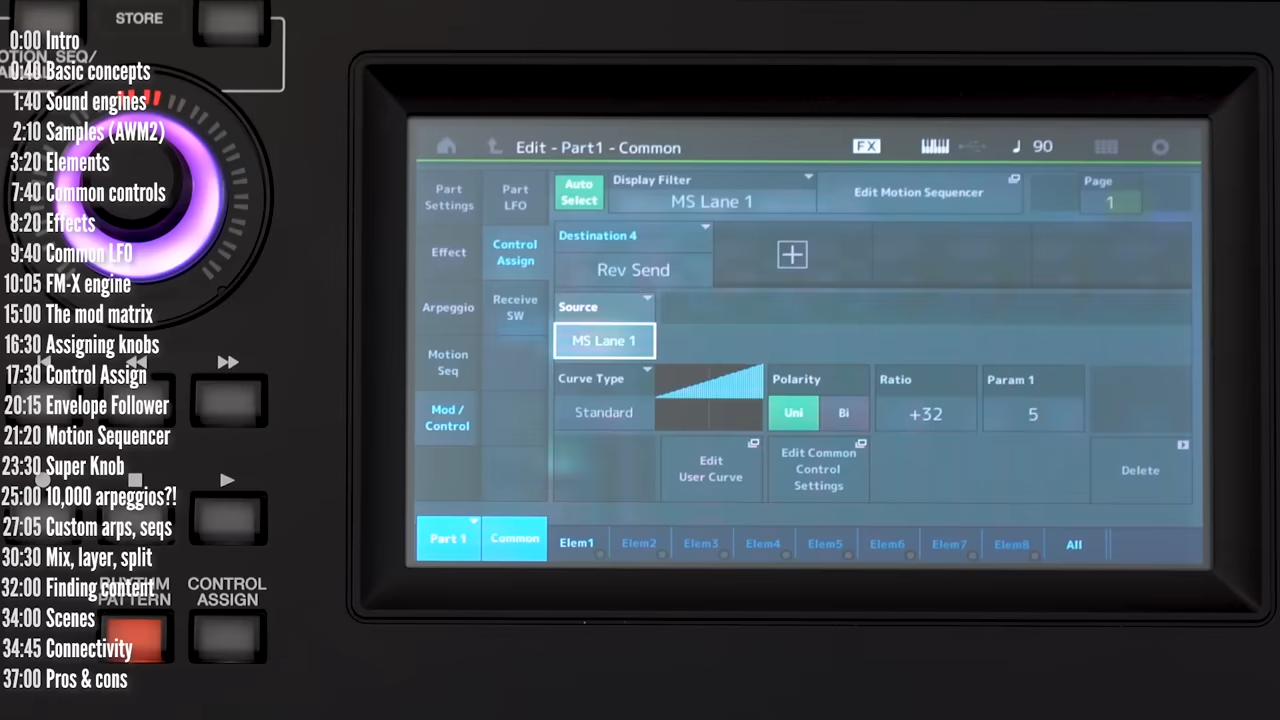 STORE
MOTION SEQ/
0:00 Intro
0:40 Basic concepts
1:40 Sound engines
2:10 Samples (AWM2)
3:20 Elements
7:40 Common controls
8:20 Effects
9:40 Common LFO
10:05 FM-X engine
15:00 The mod matrix
16:30 Assigning knobs
17:30 Control Assign
20:15 Envelope Follower
21:20 Motion Sequencer
23:30 Super Knob
25:00 10,000 arpeggios?!
27:05 Custom arps, seqs
30:30 Mix, layer, split
32:00 Finding content
34:00 Scenes
34:45 Connectivity
37:00 Pros & cons
RHYTHM
PATTERN
CONTROL
ASSIGN
Edit - Part1 - Common
FX
90
Part
Settings
Effect
Arpeggio
Motion
Seq
Mod /
Control
Part
LFO
Control
Assign
Receive
SW
Auto
Select
Display Filter
MS Lane 1
Edit Motion Sequencer
Page
1
Destination 4
Rev Send
Source
MS Lane 1
Curve Type
Standard
Polarity
Uni
Bi
Ratio
+32
Param 1
5
Edit
User Curve
Edit Common
Control
Settings
Delete
Part 1
Common
Elem1
Elem2
Elem3
Elem4
Elem5
Elem6
Elem7
Elem8
All